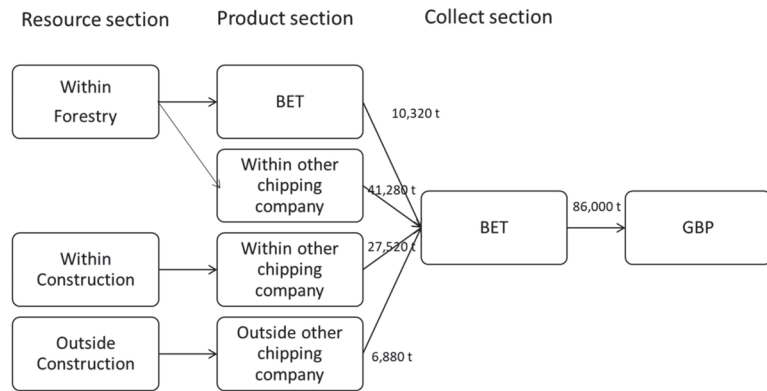 Resource section
Product section
Collect section
Within
Forestry
BET
10,320 t
Within other
chipping
company
41,280 t
BET
86,000 t
GBP
Within
Construction
Within other
chipping
company
27,520 t
Outside
Construction
Outside other
chipping
company
6,880 t